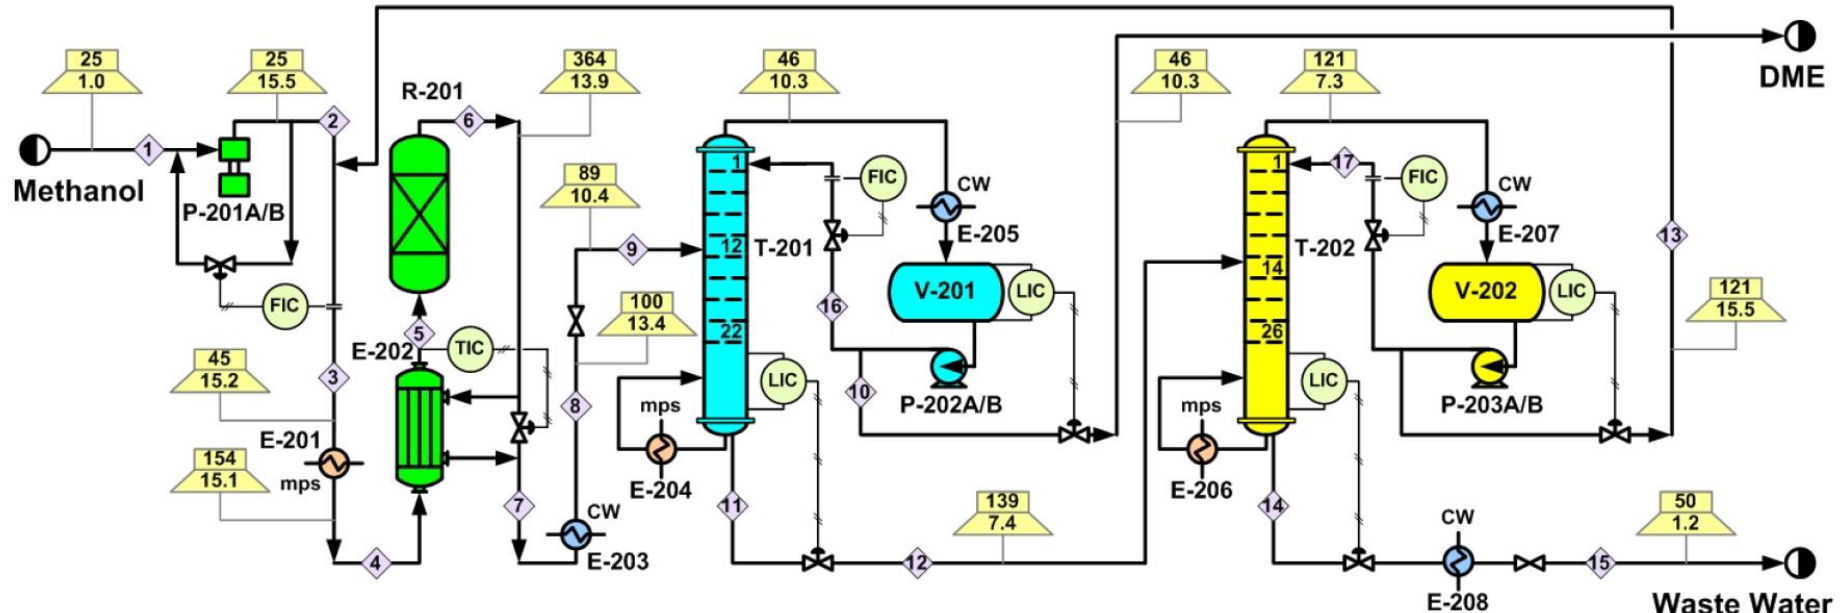 25
1.0
25
15.5
364
13.9
46
10.3
46
10.3
121
7.3
DME
R-201
1
2
6
Methanol
P-201A/B
89
10.4
1
FIC
CW
E-205
1
17
FIC
CW
E-207
13
9
12
T-201
14
T-202
FIC
100
13.4
22
16
V-201
LIC
26
V-202
LIC
121
15.5
5
E-202
TIC
45
15.2
3
8
LIC
10
P-202A/B
LIC
P-203A/B
mps
mps
E-201
mps
154
15.1
E-204
E-206
7
CW
E-203
11
139
7.4
14
CW
50
1.2
4
12
15
E-208
Waste Water